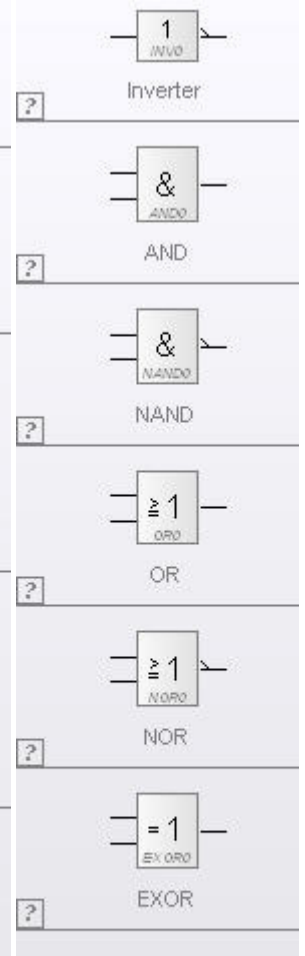 1
INV0
Inverter
?
&
AND0
AND
?
&
NAND0
NAND
?
≧1
OR0
OR
?
≧1
NOR0
NOR
?
=1
EXOR0
EXOR
?